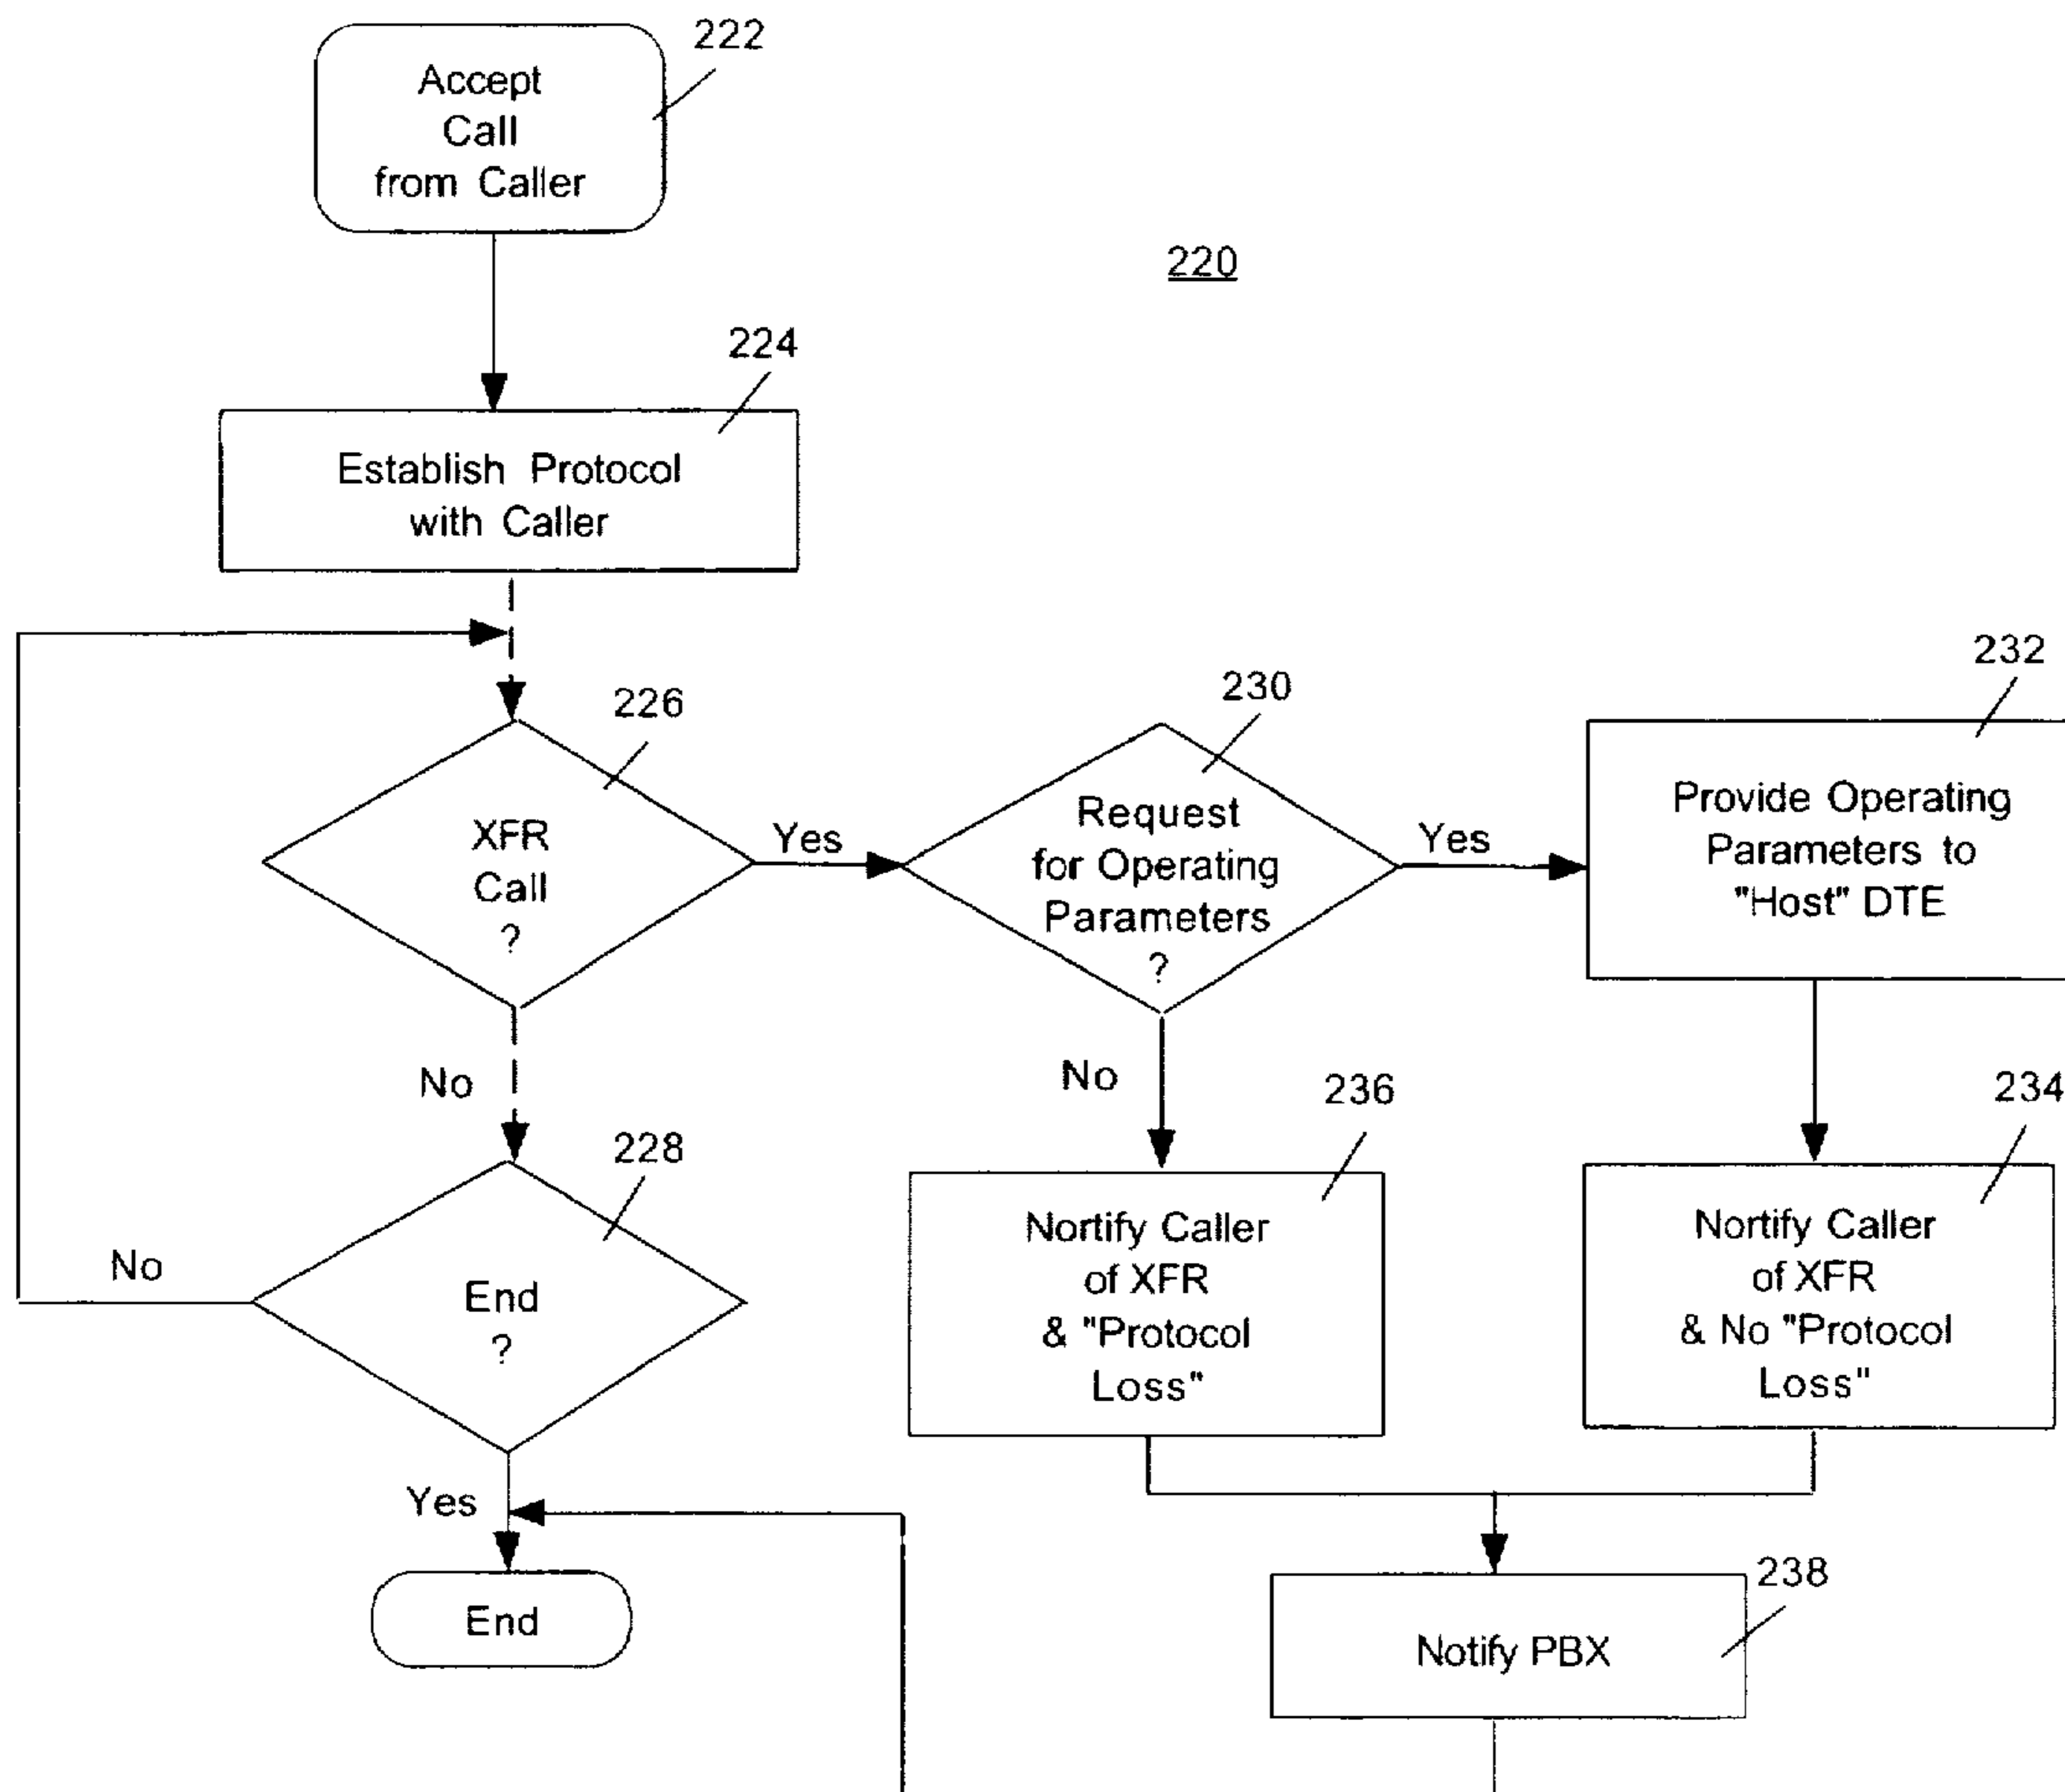 222
Accept
Call
from Caller
220
224
Establish Protocol
with Caller
226
XFR
Call
?
Yes
230
Request
for Operating
Parameters
?
Yes
232
Provide Operating
Parameters to
"Host" DTE
No
228
End
?
No
Yes
End
No
236
Nortify Caller
of XFR
& "Protocol
Loss"
234
Nortify Caller
of XFR
& No "Protocol
Loss"
238
Notify PBX